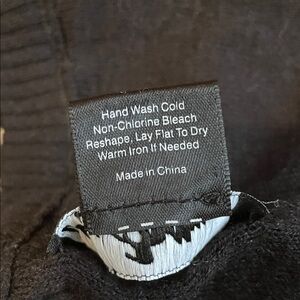 Hand Wash Cold
Non-Chlorine Bleach
Reshape, Lay Flat To Dry
Warm Iron If Needed
Made in China